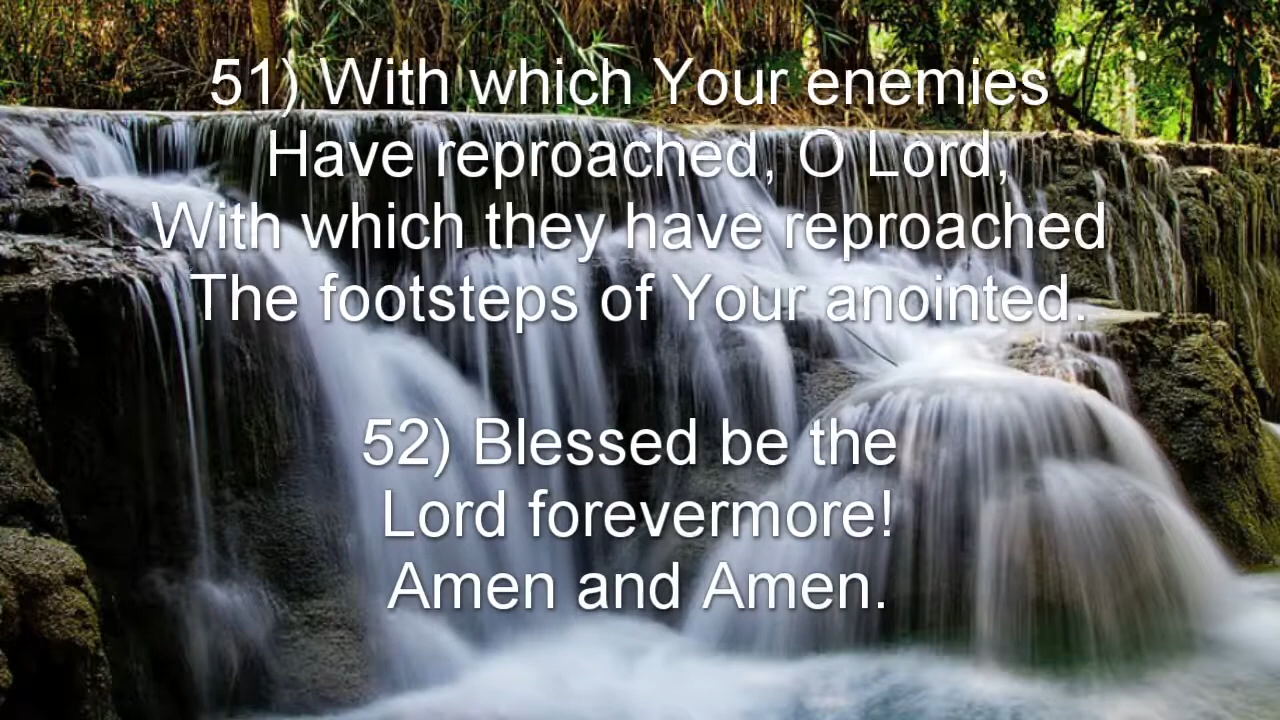 51) With which Your enemies
Have reproached, O Lord,
With which they have reproached
The footsteps of Your anointed.
52) Blessed be the
Lord forevermore!
Amen and Amen.